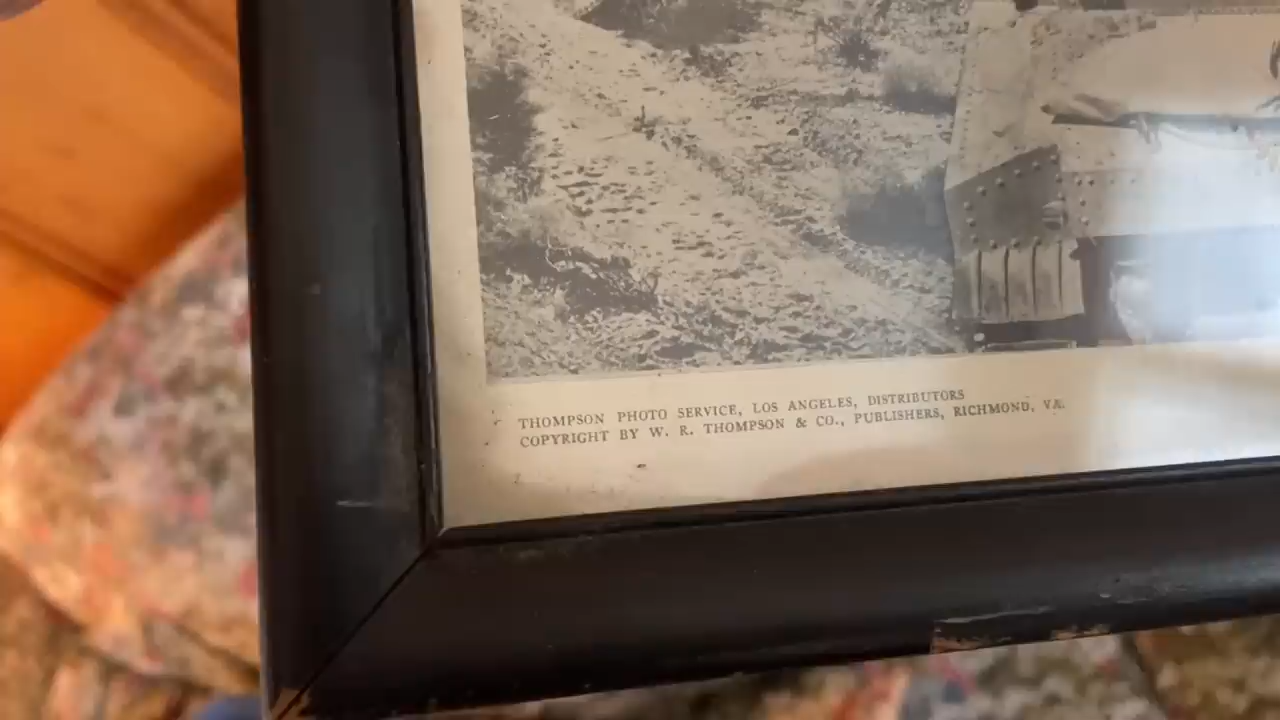 THOMPSON PHOTO SERVICE, LOS ANGELES, DISTRIBUTORS
COPYRIGHT BY W. R. THOMPSON & CO., PUBLISHERS, RICHMOND, VA.